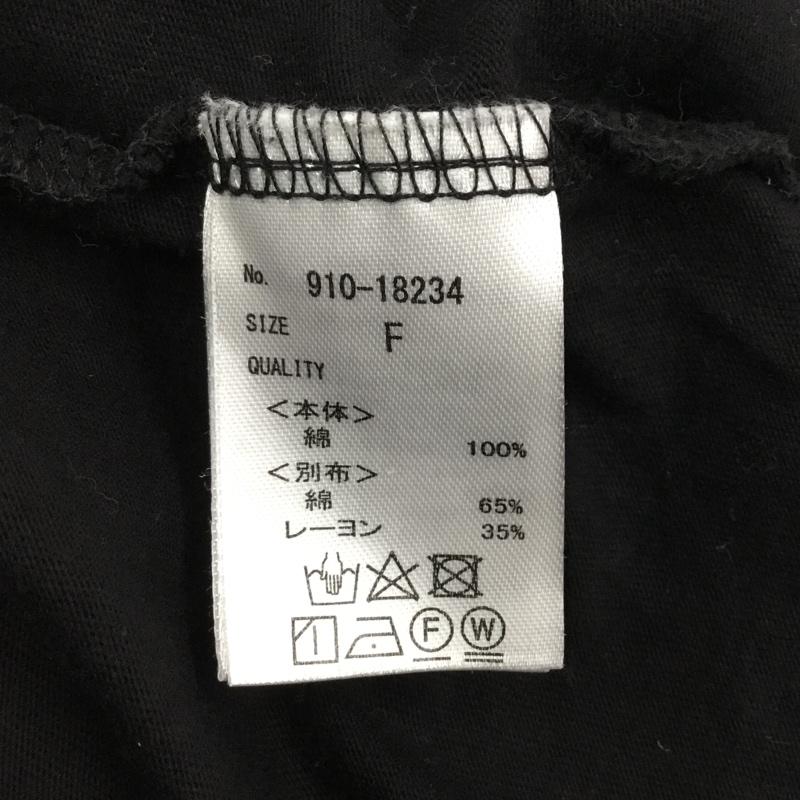 No. 910-18234
SIZE F
QUALITY
<本体>
綿 100%
<別布>
綿 65%
レーヨン 35%
F W